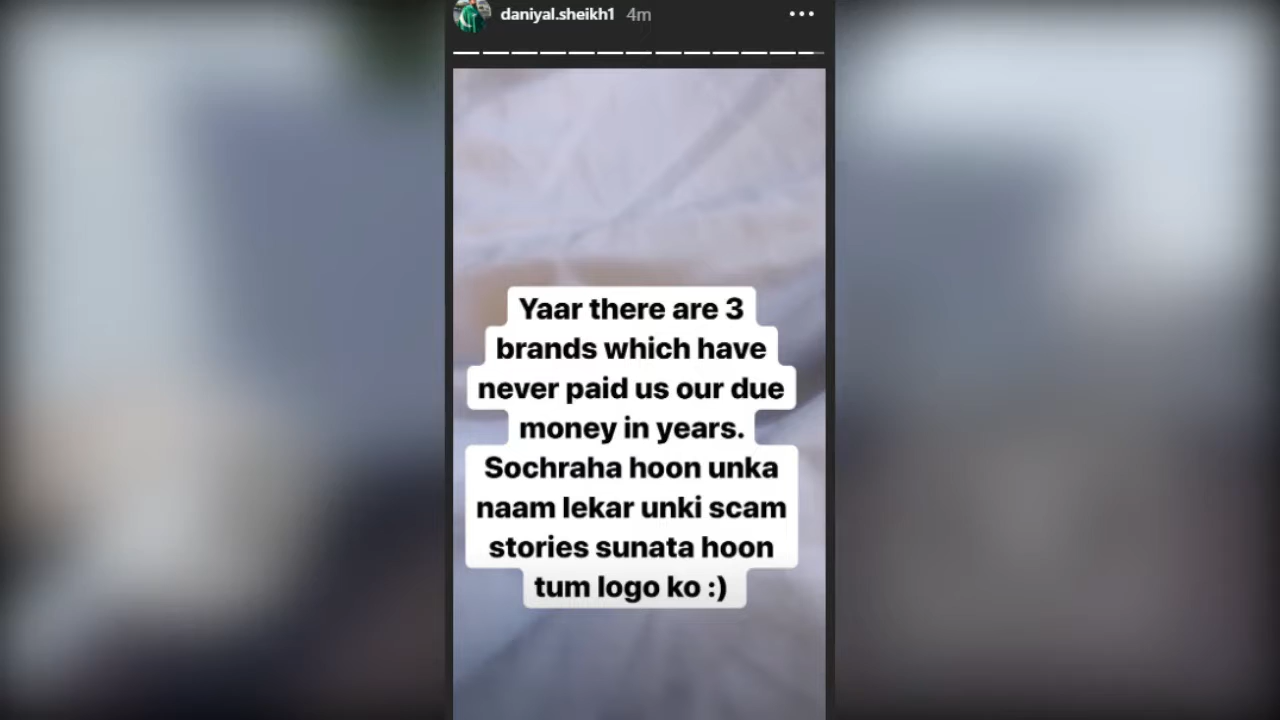 daniyal.sheikh1 4m
Yaar there are 3
brands which have
never paid us our due
money in years.
Sochraha hoon unka
naam lekar unki scam
stories sunata hoon
tum logo ko :)